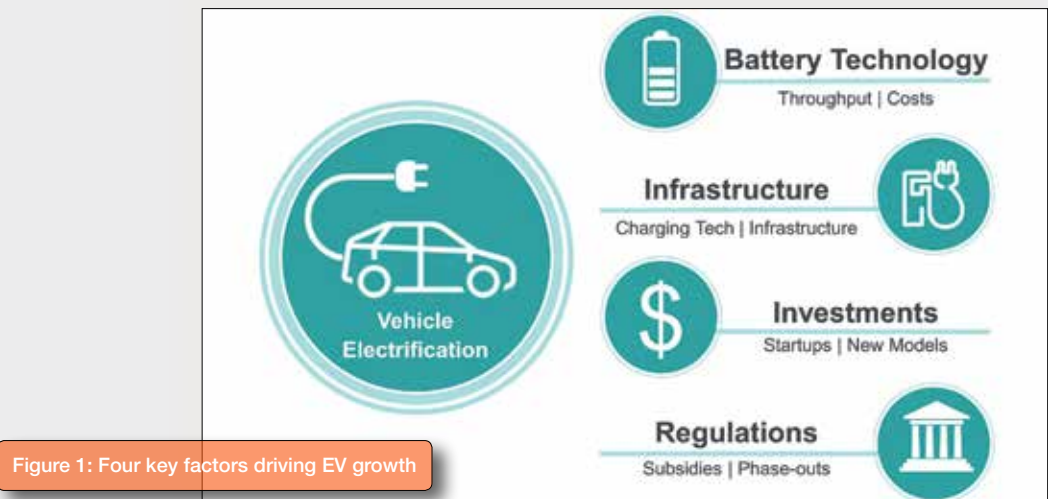 Vehicle
Electrification
Battery Technology
Throughput | Costs
Infrastructure
Charging Tech | Infrastructure
$
Investments
Startups | New Models
Regulations
Subsidies | Phase-outs
Figure 1: Four key factors driving EV growth